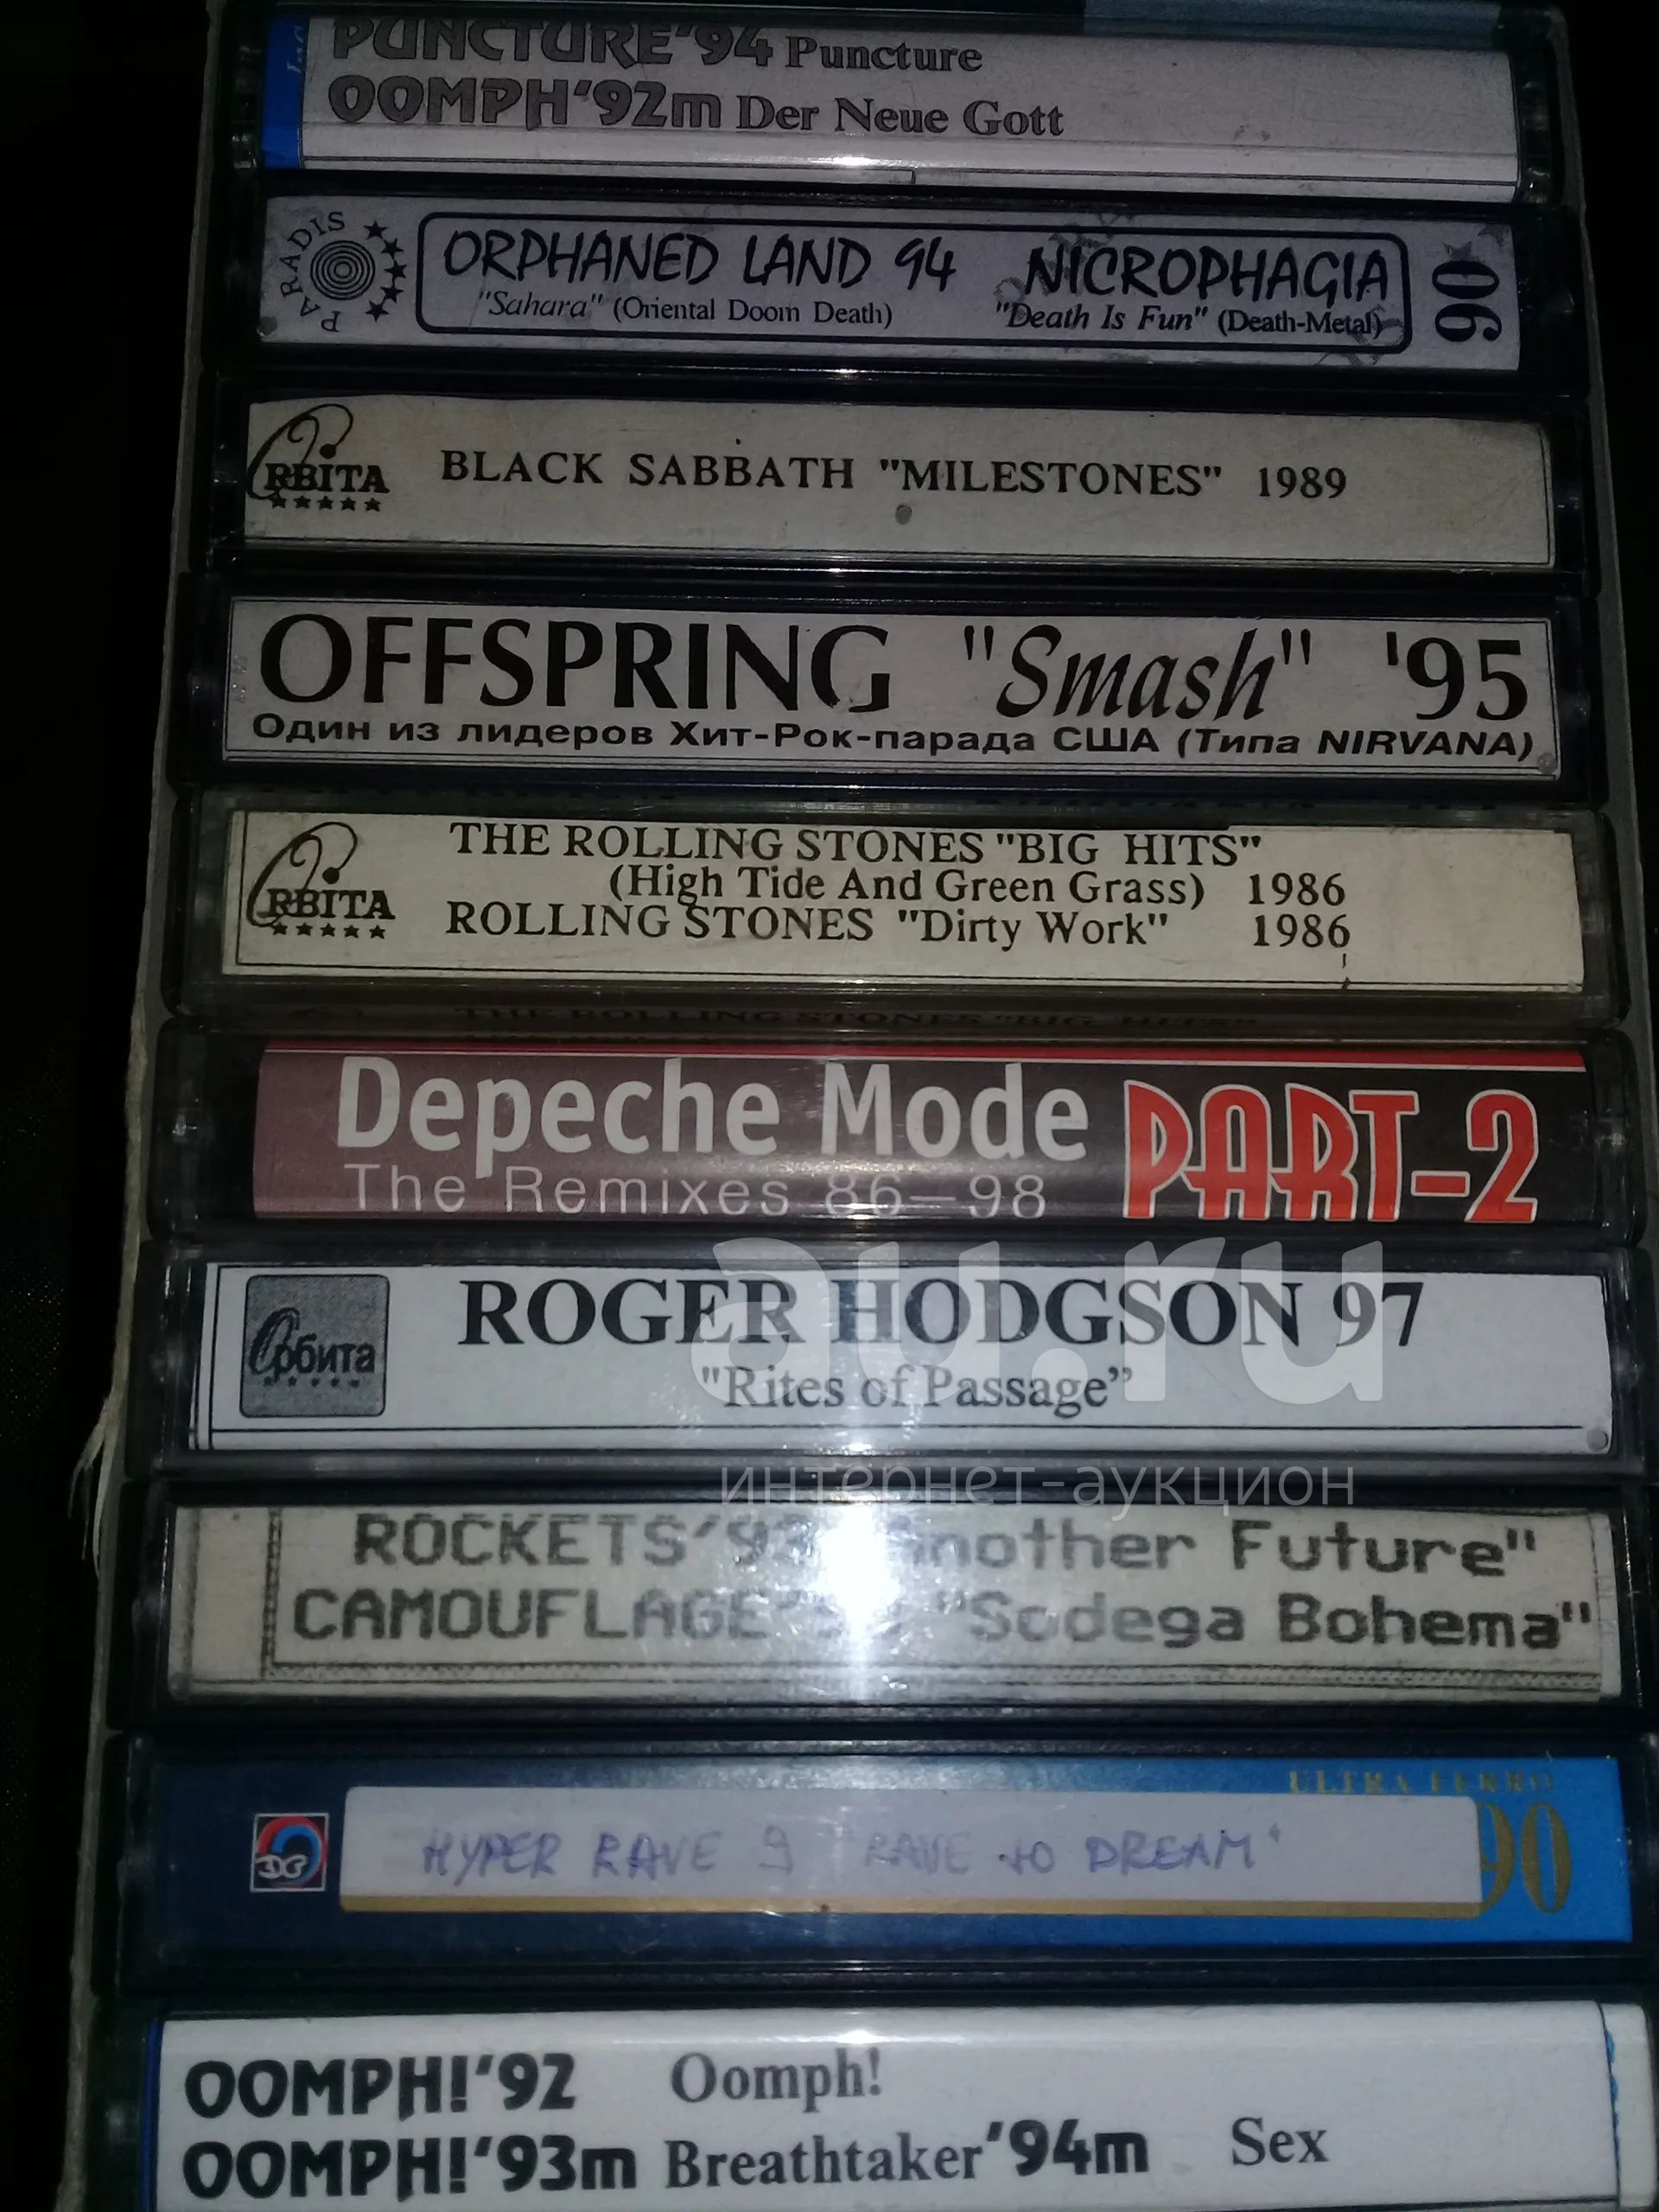 PUNCTURE'94 Puncture
OOMPH'92m Der Neue Gott
PARADIS
ORPHANED LAND 94 NICROPHAGIA
"Sahara" (Oriental Doom Death) "Death Is Fun" (Death-Metal)
90
ORBITA
BLACK SABBATH "MILESTONES" 1989
OFFSPRING "Smash" '95
Один из лидеров Хит-Рок-парада США (Типа NIRVANA)
ORBITA
THE ROLLING STONES "BIG HITS"
(High Tide And Green Grass) 1986
ROLLING STONES "Dirty Work" 1986
Depeche Mode PART-2
The Remixes 86-98
Орбита
ROGER HODGSON 97
"Rites of Passage"
au.ru
интернет-аукцион
ROCKETS Another Future"
CAMOUFLAGE "Sodega Bohema"
ULTRA FERRO
90
HYPER RAVE 9 "RAVE to DREAM"
OOMPH!'92 Oomph!
OOMPH!'93m Breathtaker'94m Sex